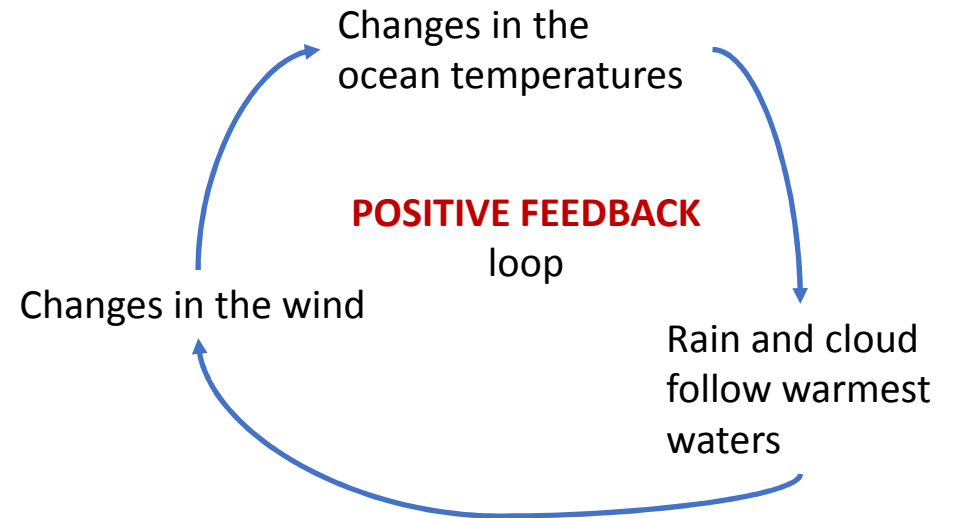 Changes in the
ocean temperatures
POSITIVE FEEDBACK
loop
Changes in the wind
Rain and cloud
follow warmest
waters